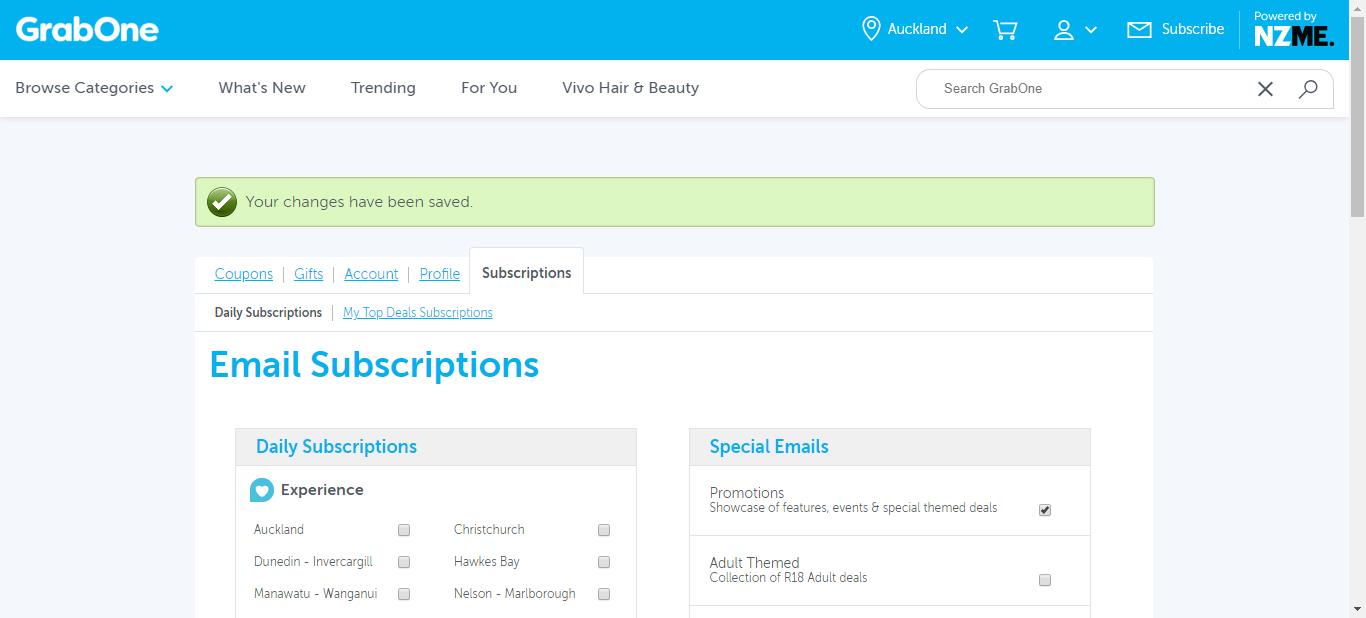 GrabOne
Auckland
Subscribe
Powered by
NZME.
Browse Categories
What's New
Trending
For You
Vivo Hair & Beauty
Search GrabOne
Your changes have been saved.
Coupons
Gifts
Account
Profile
Subscriptions
Daily Subscriptions
My Top Deals Subscriptions
Email Subscriptions
Daily Subscriptions
Experience
Auckland
Christchurch
Dunedin - Invercargill
Hawkes Bay
Manawatu - Wanganui
Nelson - Marlborough
Special Emails
Promotions
Showcase of features, events & special themed deals
Adult Themed
Collection of R18 Adult deals